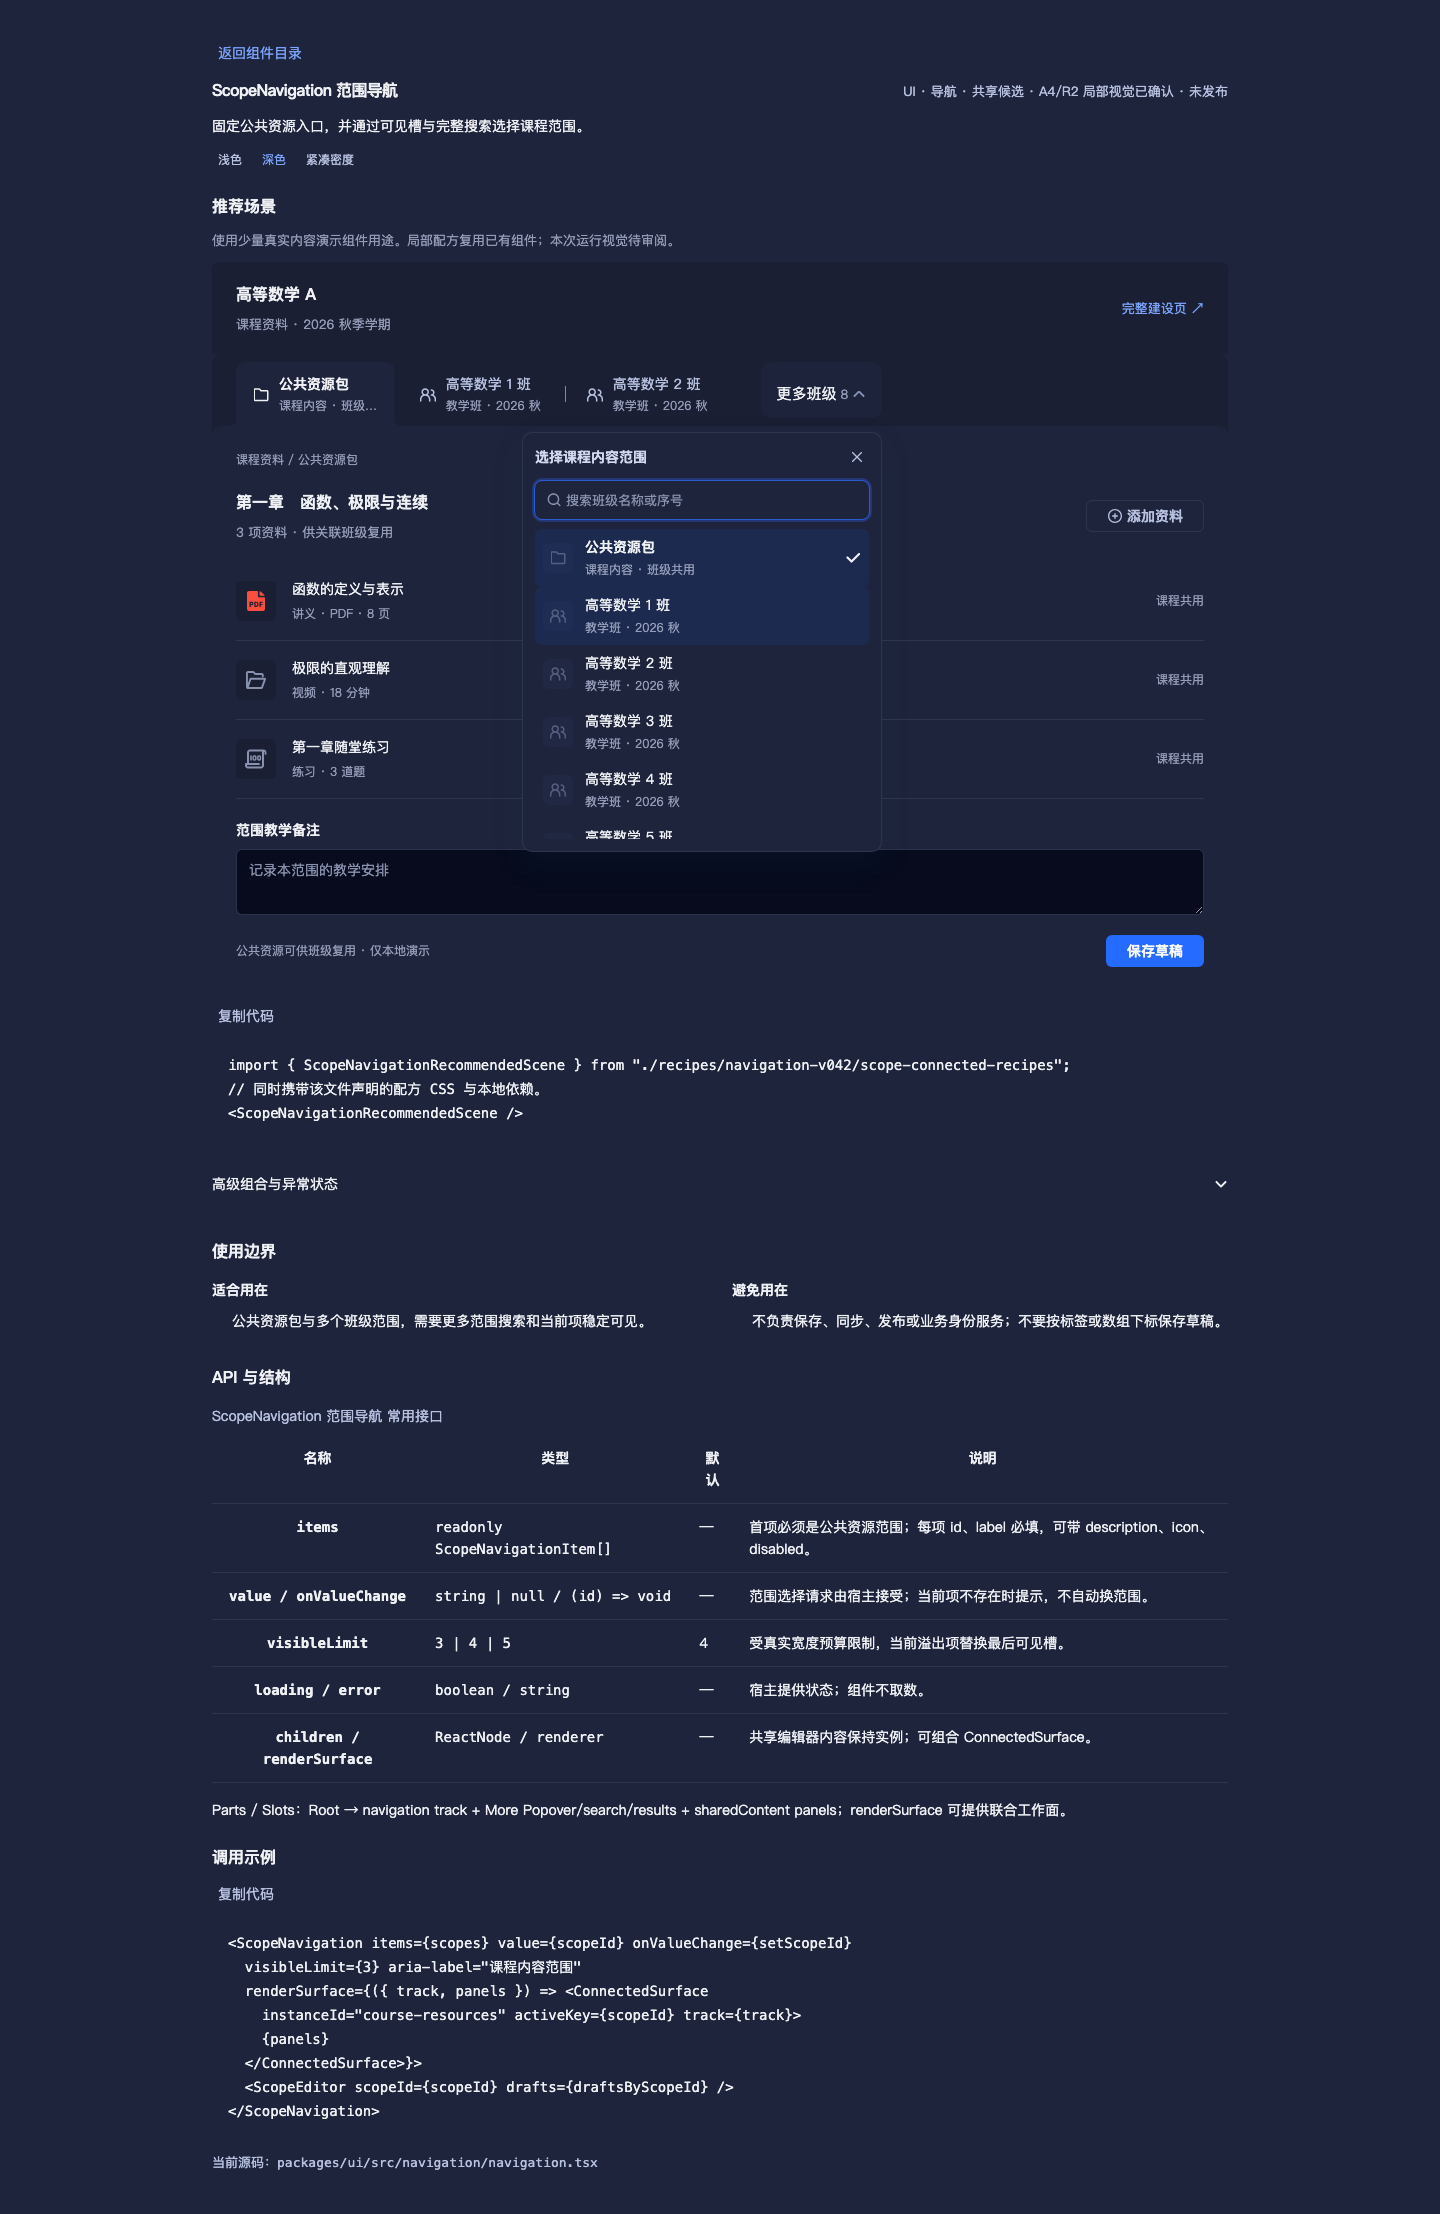 返回组件目录
ScopeNavigation 范围导航
UI · 导航 · 共享候选 · A4/R2 局部视觉已确认 · 未发布
固定公共资源入口，并通过可见槽与完整搜索选择课程范围。
浅色 深色 紧凑密度
推荐场景
使用少量真实内容演示组件用途。局部配方复用已有组件；本次运行视觉待审阅。
高等数学 A
课程资料 · 2026 秋季学期
完整建设页 ↗
公共资源包
课程内容 · 班级...
高等数学 1 班
教学班 · 2026 秋
高等数学 2 班
教学班 · 2026 秋
更多班级 8
课程资料 / 公共资源包
第一章　函数、极限与连续
3 项资料 · 供关联班级复用
添加资料
选择课程内容范围
搜索班级名称或序号
公共资源包
课程内容 · 班级共用
高等数学 1 班
教学班 · 2026 秋
高等数学 2 班
教学班 · 2026 秋
高等数学 3 班
教学班 · 2026 秋
高等数学 4 班
教学班 · 2026 秋
高等数学 5 班
PDF
函数的定义与表示
讲义 · PDF · 8 页
课程共用
极限的直观理解
视频 · 18 分钟
课程共用
100
第一章随堂练习
练习 · 3 道题
课程共用
范围教学备注
记录本范围的教学安排
公共资源可供班级复用 · 仅本地演示
保存草稿
复制代码
import { ScopeNavigationRecommendedScene } from "./recipes/navigation-v042/scope-connected-recipes";
// 同时携带该文件声明的配方 CSS 与本地依赖。
<ScopeNavigationRecommendedScene />
高级组合与异常状态
使用边界
适合用在
公共资源包与多个班级范围，需要更多范围搜索和当前项稳定可见。
避免用在
不负责保存、同步、发布或业务身份服务；不要按标签或数组下标保存草稿。
API 与结构
ScopeNavigation 范围导航 常用接口
名称 类型 默认 说明
items readonly ScopeNavigationItem[] — 首项必须是公共资源范围；每项 id、label 必填，可带 description、icon、disabled。
value / onValueChange string | null / (id) => void — 范围选择请求由宿主接受；当前项不存在时提示，不自动换范围。
visibleLimit 3 | 4 | 5 4 受真实宽度预算限制，当前溢出项替换最后可见槽。
loading / error boolean / string — 宿主提供状态；组件不取数。
children / renderSurface ReactNode / renderer — 共享编辑器内容保持实例；可组合 ConnectedSurface。
Parts / Slots：Root → navigation track + More Popover/search/results + sharedContent panels；renderSurface 可提供联合工作面。
调用示例
复制代码
<ScopeNavigation items={scopes} value={scopeId} onValueChange={setScopeId}
visibleLimit={3} aria-label="课程内容范围"
renderSurface={({ track, panels }) => <ConnectedSurface
instanceId="course-resources" activeKey={scopeId} track={track}>
{panels}
</ConnectedSurface>}>
<ScopeEditor scopeId={scopeId} drafts={draftsByScopeId} />
</ScopeNavigation>
当前源码：packages/ui/src/navigation/navigation.tsx